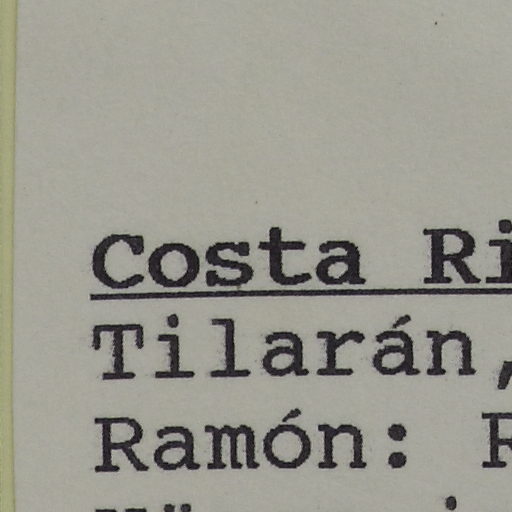 Costa Ri
Tilarán,
Ramón: R